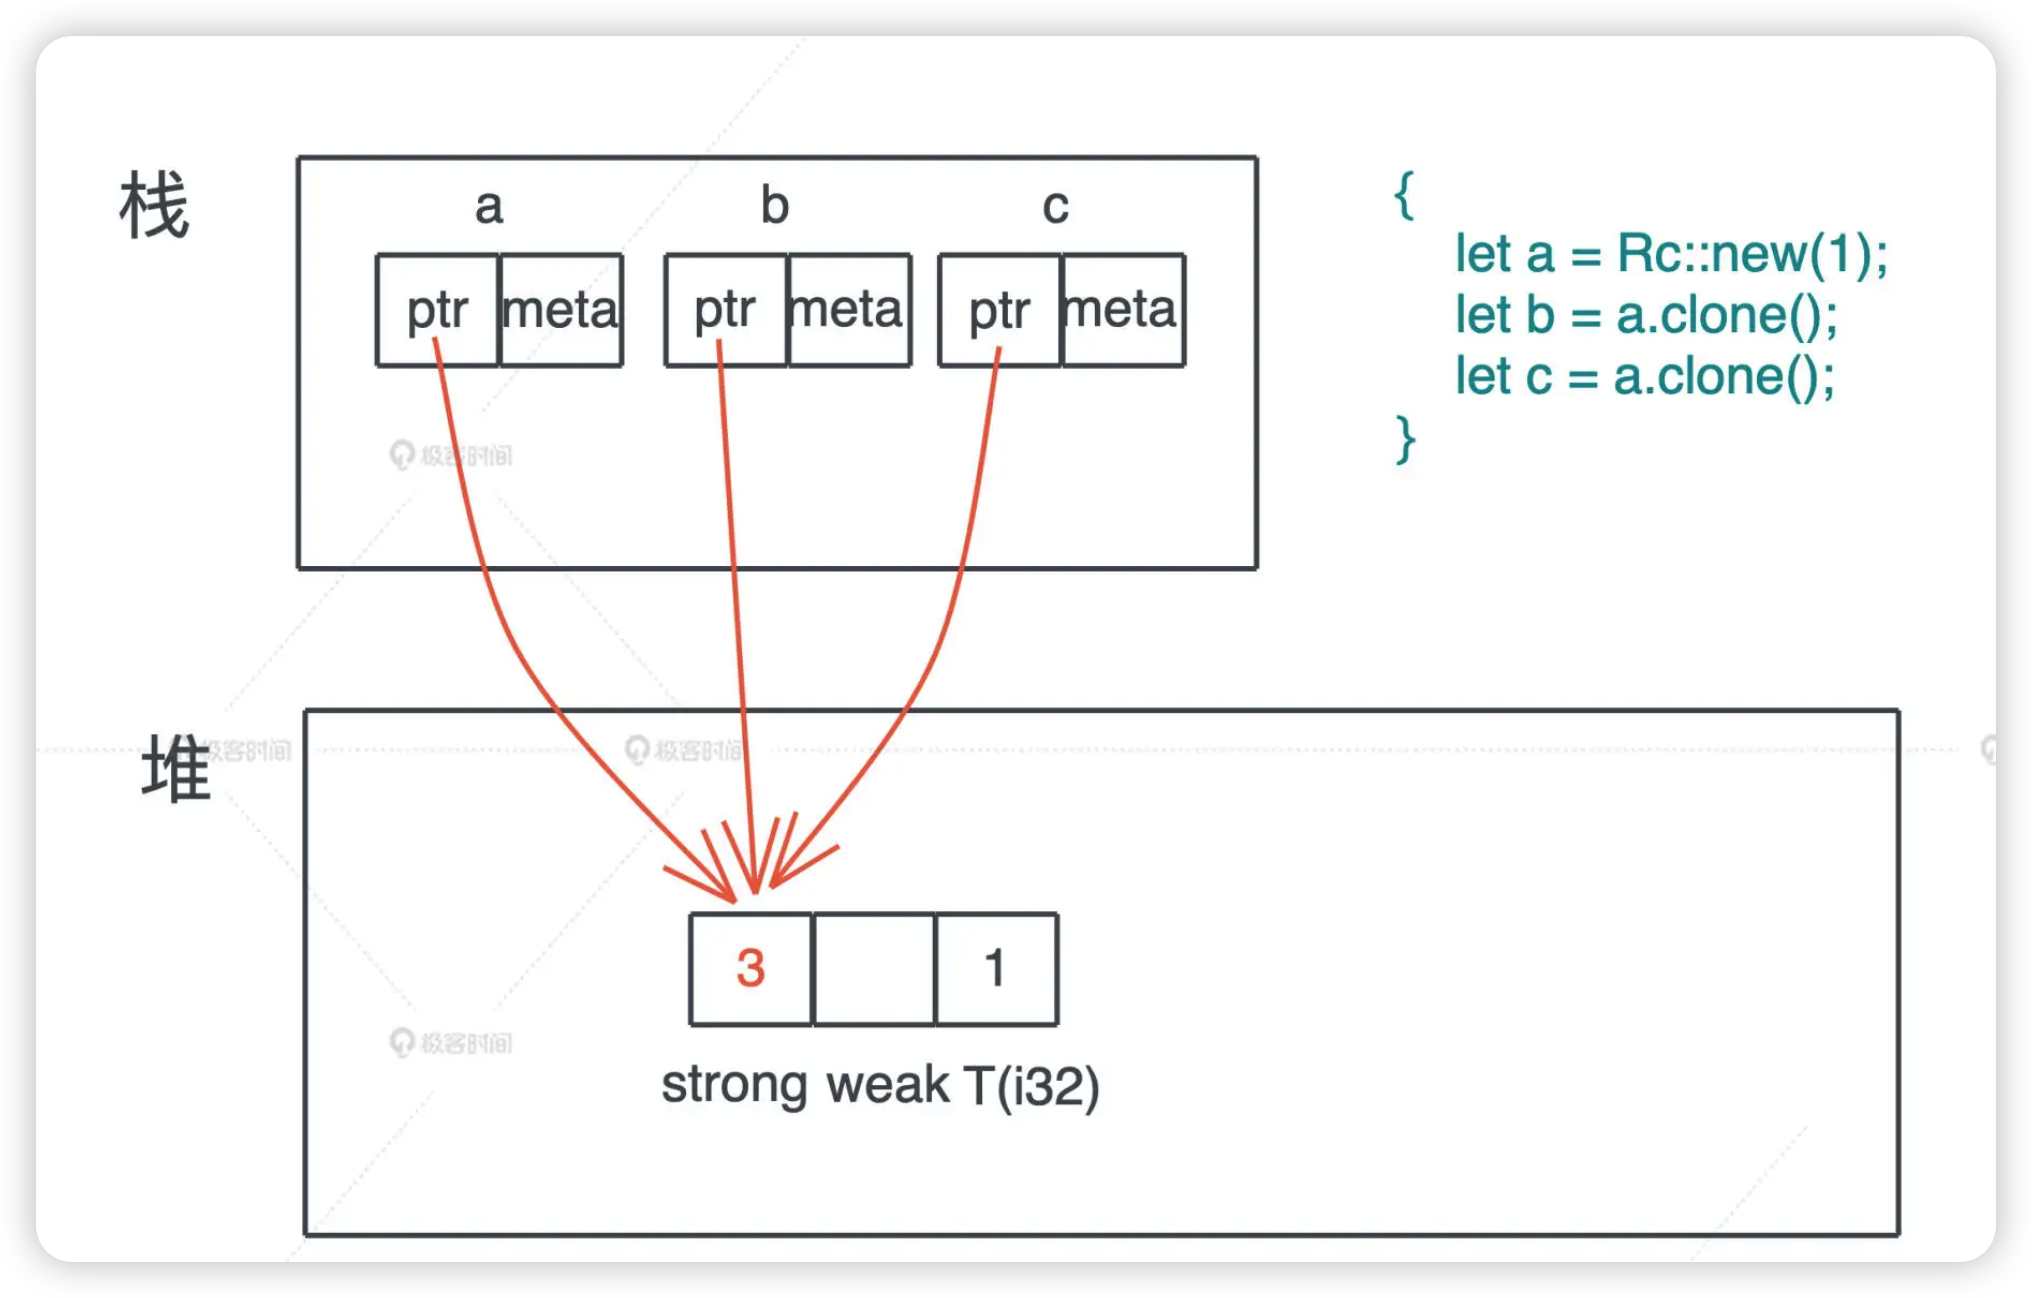 栈
a b c
ptr meta ptr meta ptr meta
{
let a = Rc::new(1);
let b = a.clone();
let c = a.clone();
}
极客时间
堆
极客时间
极客时间
3 1
strong weak T(i32)
极客时间